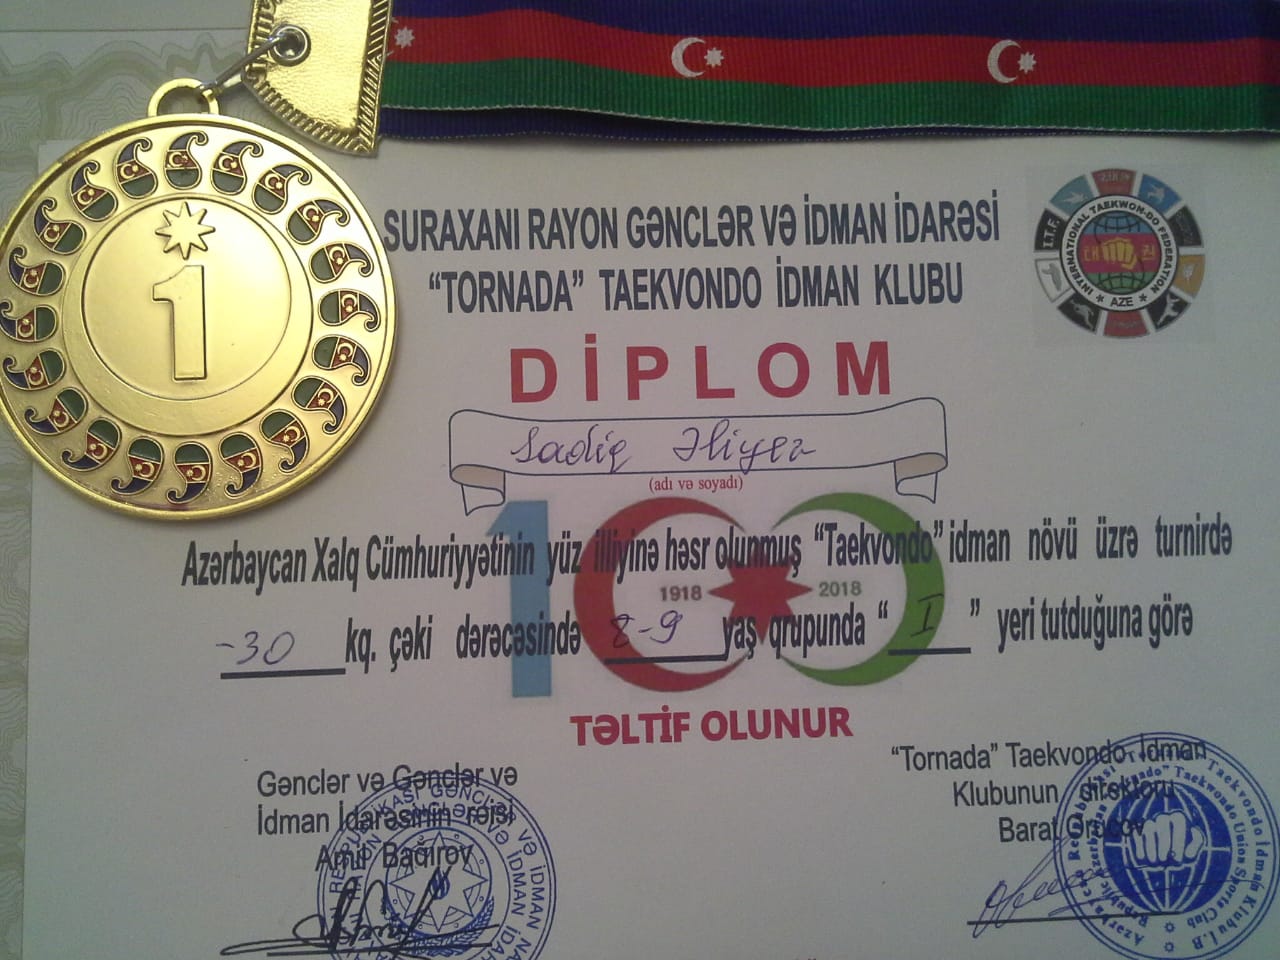 1
SURAXANI RAYON GƏNCLƏR VƏ İDMAN İDARƏSİ
“TORNADA” TAEKVONDO İDMAN KLUBU
I.T.F.
INTERNATIONAL TAEKWON-DO FEDERATION
AZE
DİPLOM
Sadiq Əliyev
(adı və soyadı)
Azərbaycan Xalq Cümhuriyyətinin yüz illiyinə həsr olunmuş “Taekvondo” idman növü üzrə turnirdə
100
1918 2018
-30 kq. çəki dərəcəsində 8-9 yaş qrupunda “ I ” yeri tutduğuna görə
TƏLTİF OLUNUR
Gənclər və Gənclər və
İdman İdarəsinin rəisi
Amil Bağırov
“Tornada” Taekvondo İdman
Klubunun direktoru
Barat Orucov